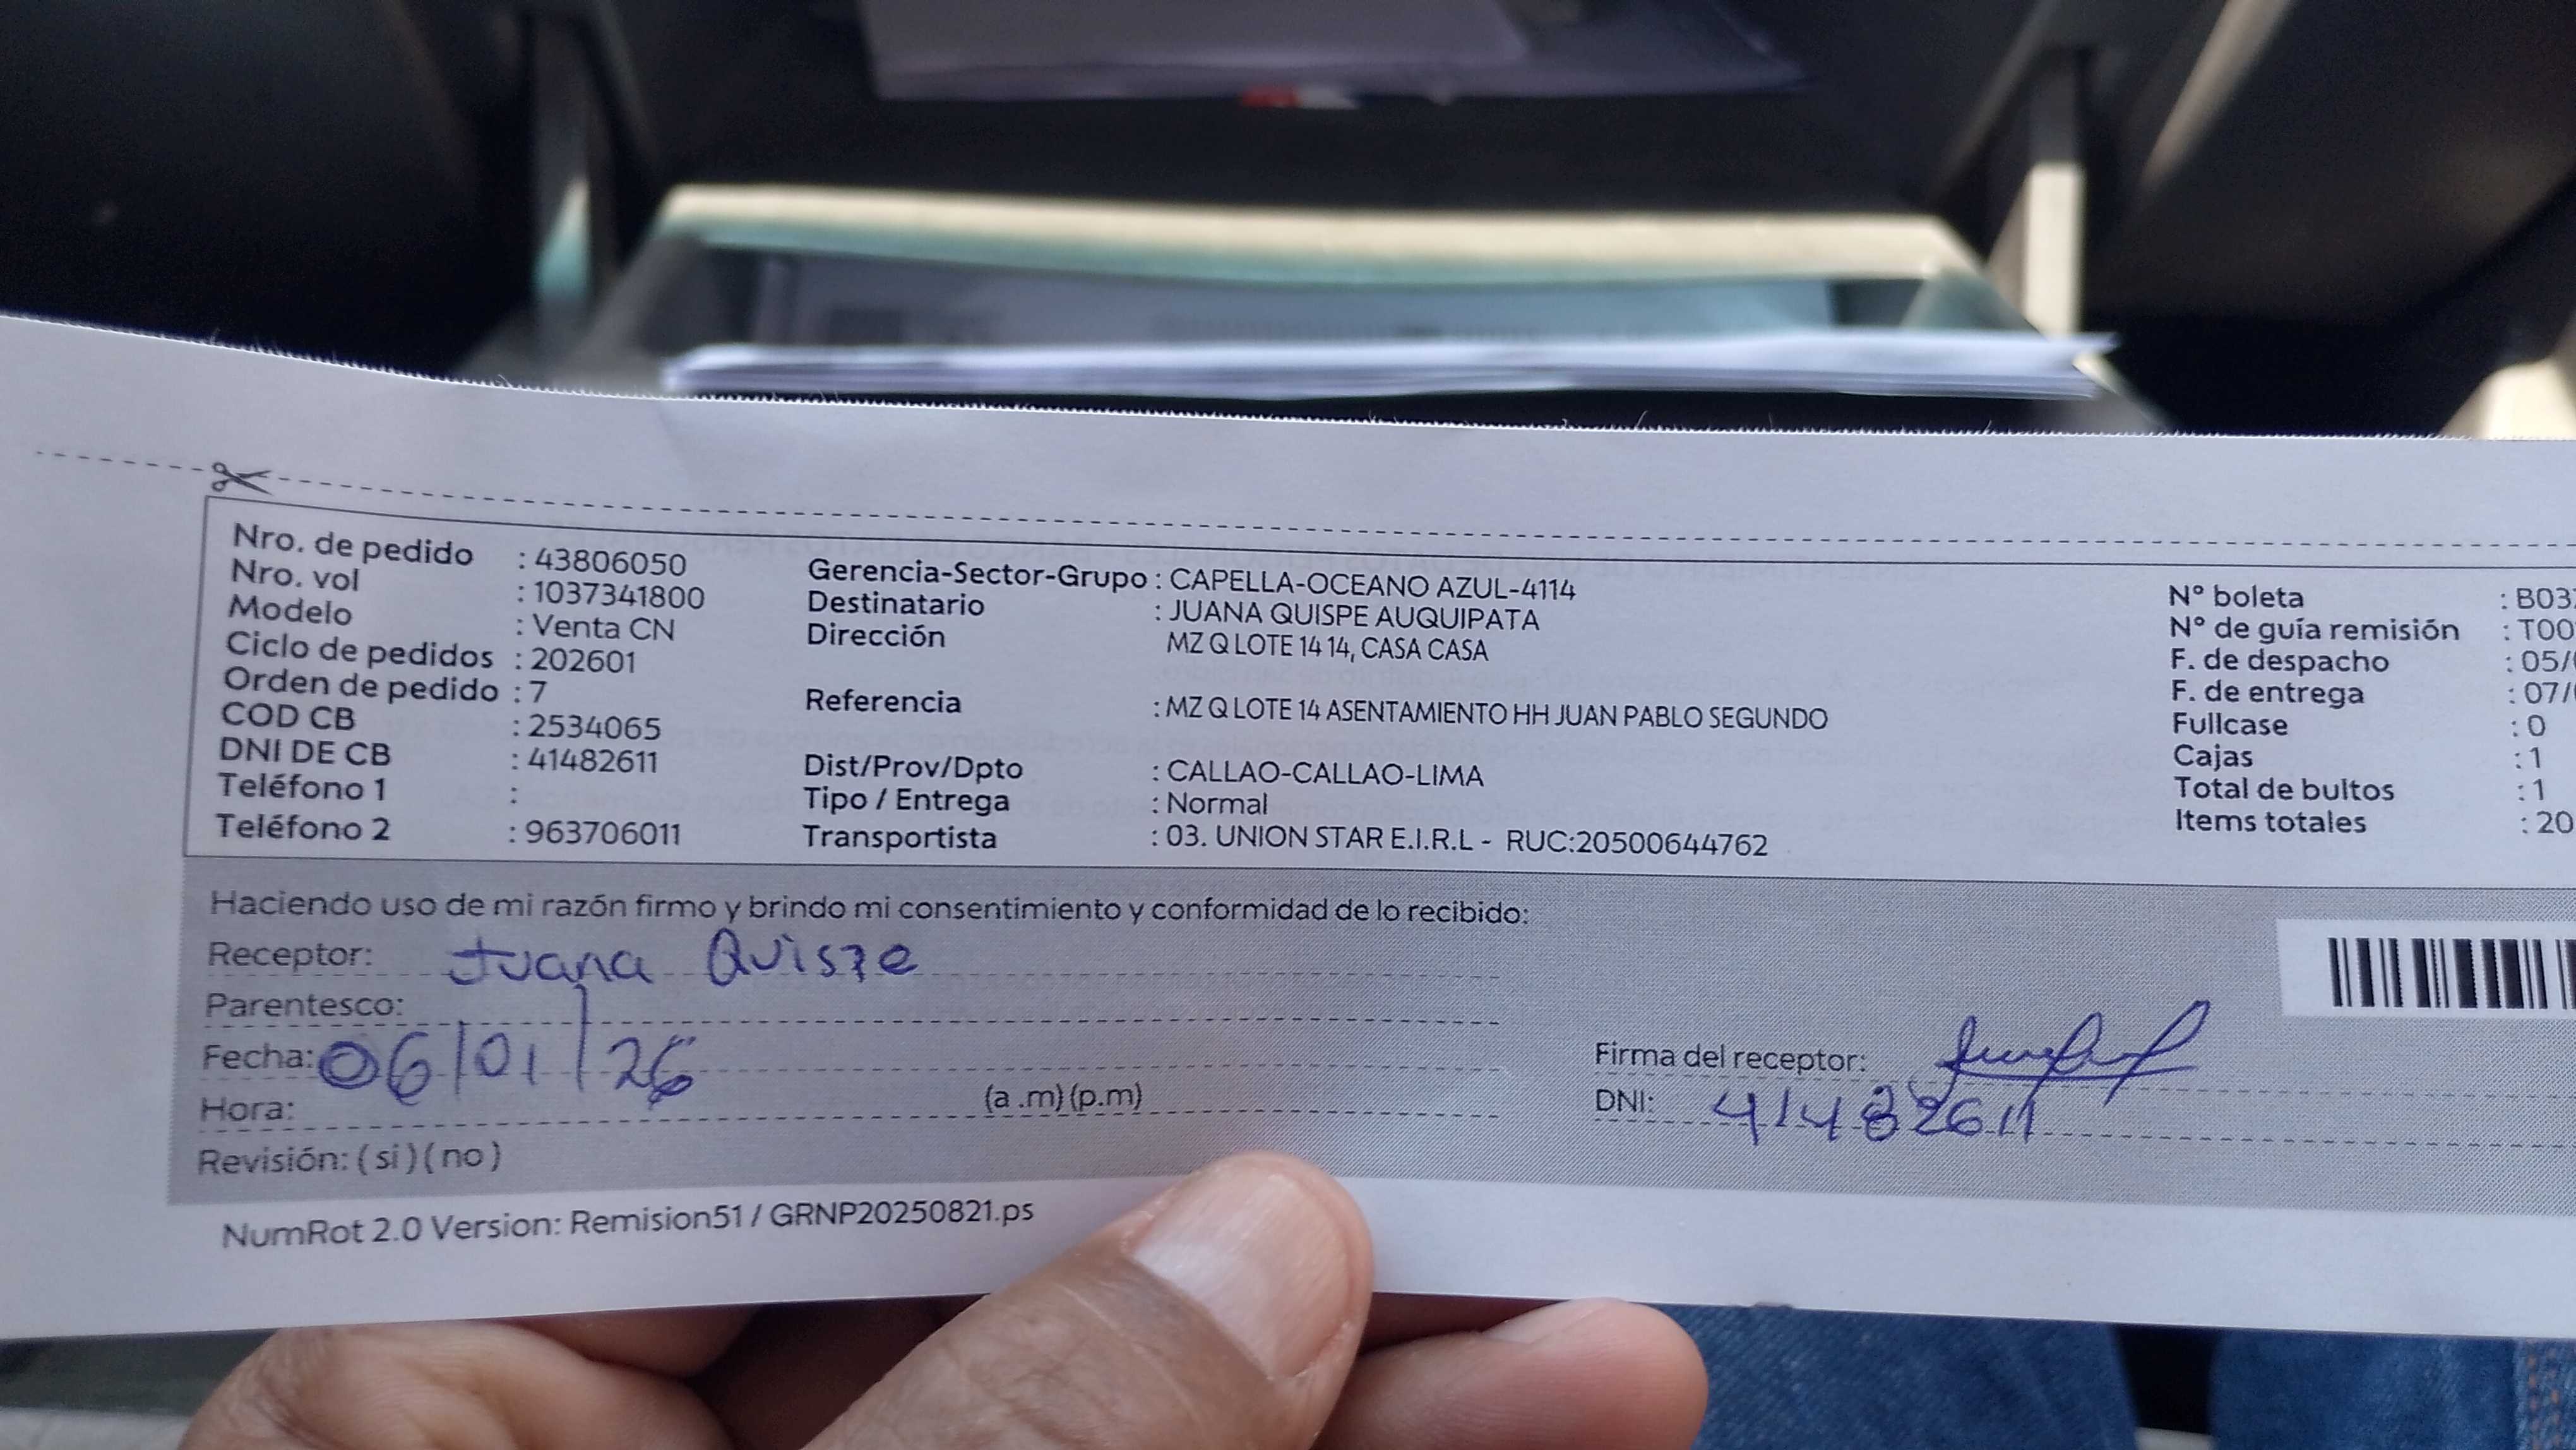 Nro. de pedido : 43806050
Nro. vol : 1037341800
Modelo : Venta CN
Ciclo de pedidos : 202601
Orden de pedido : 7
COD CB : 2534065
DNI DE CB : 41482611
Teléfono 1 :
Teléfono 2 : 963706011
Gerencia-Sector-Grupo : CAPELLA-OCEANO AZUL-4114
Destinatario : JUANA QUISPE AUQUIPATA
Dirección MZ Q LOTE 14 14, CASA CASA
Referencia : MZ Q LOTE 14 ASENTAMIENTO HH JUAN PABLO SEGUNDO
Dist/Prov/Dpto : CALLAO-CALLAO-LIMA
Tipo / Entrega : Normal
Transportista : 03. UNION STAR E.I.R.L - RUC:20500644762
N° boleta : B03
N° de guía remisión : T00
F. de despacho : 05/
F. de entrega : 07/
Fullcase : 0
Cajas : 1
Total de bultos : 1
Items totales : 20
Haciendo uso de mi razón firmo y brindo mi consentimiento y conformidad de lo recibido:
Receptor: Juana Quispe
Parentesco:
Fecha: 06/01/26
Hora: (a .m) (p.m)
Revisión: ( si ) ( no )
Firma del receptor:
DNI: 41482611
NumRot 2.0 Version: Remision51 / GRNP20250821.ps